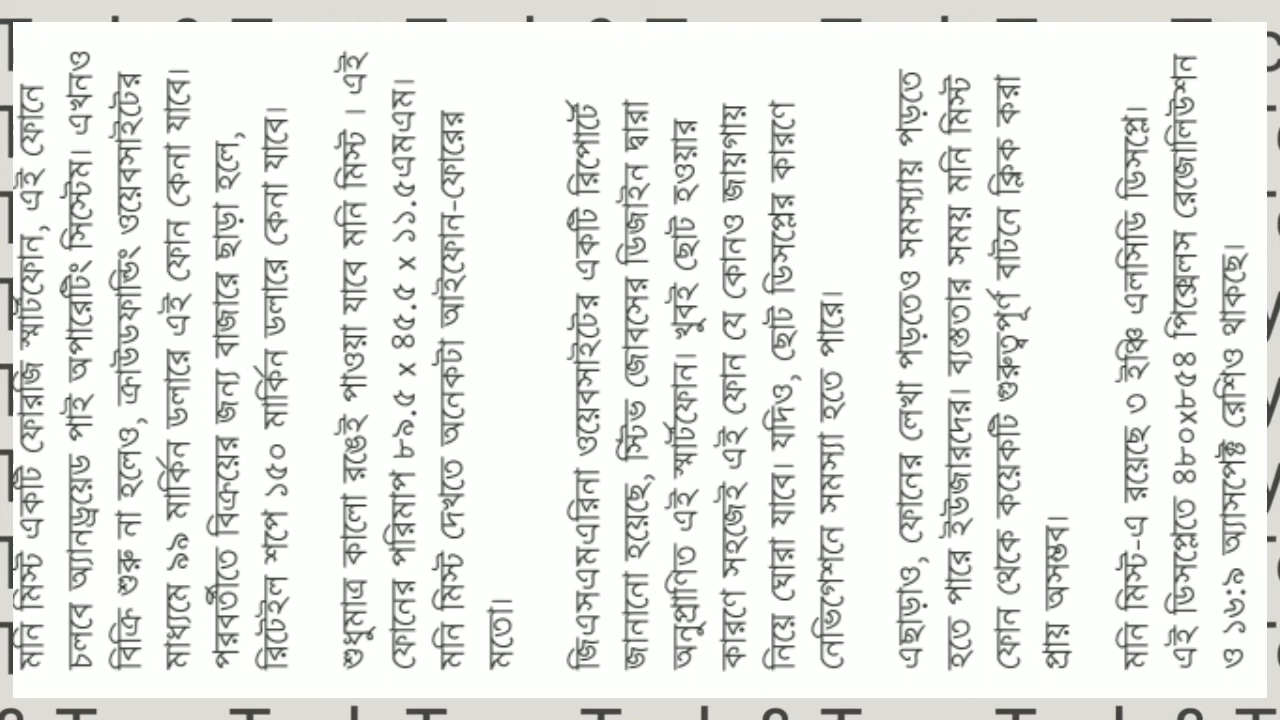 মনি মিস্ট একটি ফোরজি স্মার্টফোন, এই ফোনে
চলবে অ্যানড্রয়েড পাই অপারেটিং সিস্টেম। এখনও
বিক্রি শুরু না হলেও, ক্রাউডফান্ডিং ওয়েবসাইটের
মাধ্যমে ৯৯ মার্কিন ডলারে এই ফোন কেনা যাবে।
পরবর্তীতে বিক্রয়ের জন্য বাজারে ছাড়া হলে,
রিটেইল শপে ১৫০ মার্কিন ডলারে কেনা যাবে।
শুধুমাত্র কালো রঙেই পাওয়া যাবে মনি মিস্ট । এই
ফোনের পরিমাপ ৮৯.৫ x ৪৫.৫ x ১১.৫এমএম।
মনি মিস্ট দেখতে অনেকটা আইফোন-ফোরের
মতো।
জিএসএমএরিনা ওয়েবসাইটের একটি রিপোর্টে
জানানো হয়েছে, স্টিভ জোবসের ডিজাইন দ্বারা
অনুপ্রাণিত এই স্মার্টফোন। খুবই ছোট হওয়ার
কারণে সহজেই এই ফোন যে কোনও জায়গায়
নিয়ে ঘোরা যাবে। যদিও, ছোট ডিসপ্লের কারণে
নেভিগেশনে সমস্যা হতে পারে।
এছাড়াও, ফোনের লেখা পড়তেও সমস্যায় পড়তে
হতে পারে ইউজারদের। ব্যস্ততার সময় মনি মিস্ট
ফোন থেকে কয়েকটি গুরুত্বপূর্ণ বাটনে ক্লিক করা
প্রায় অসম্ভব।
মনি মিস্ট-এ রয়েছে ৩ ইঞ্চি এলসিডি ডিসপ্লে।
এই ডিসপ্লেতে ৪৮০x৮৫৪ পিক্সেলস রেজোলিউশন
ও ১৬:৯ অ্যাসপেক্ট রেশিও থাকছে।